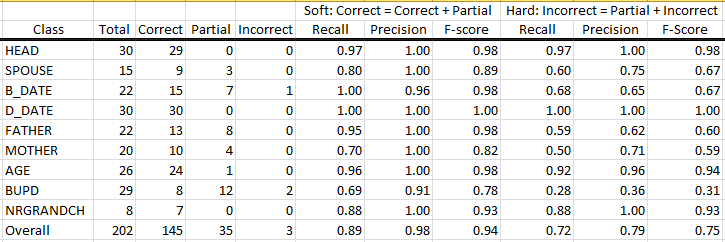 Soft: Correct = Correct + Partial Hard: Incorrect = Partial + Incorrect
Class Total Correct Partial Incorrect Recall Precision F-score Recall Precision F-Score
HEAD 30 29 0 0 0.97 1.00 0.98 0.97 1.00 0.98
SPOUSE 15 9 3 0 0.80 1.00 0.89 0.60 0.75 0.67
B_DATE 22 15 7 1 1.00 0.96 0.98 0.68 0.65 0.67
D_DATE 30 30 0 0 1.00 1.00 1.00 1.00 1.00 1.00
FATHER 22 13 8 0 0.95 1.00 0.98 0.59 0.62 0.60
MOTHER 20 10 4 0 0.70 1.00 0.82 0.50 0.71 0.59
AGE 26 24 1 0 0.96 1.00 0.98 0.92 0.96 0.94
BUPD 29 8 12 2 0.69 0.91 0.78 0.28 0.36 0.31
NRGRANDCH 8 7 0 0 0.88 1.00 0.93 0.88 1.00 0.93
Overall 202 145 35 3 0.89 0.98 0.94 0.72 0.79 0.75